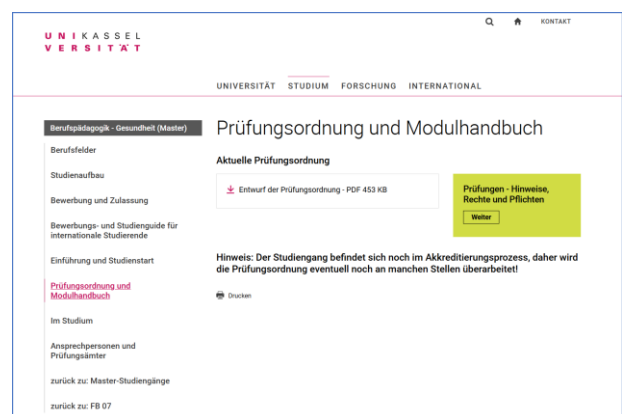 KONTAKT
UNIKASSEL
VERSITÄT
UNIVERSITÄT STUDIUM FORSCHUNG INTERNATIONAL
Berufspädagogik - Gesundheit (Master)
Berufsfelder
Studienaufbau
Bewerbung und Zulassung
Bewerbungs- und Studienguide für
internationale Studierende
Einführung und Studienstart
Prüfungsordnung und
Modulhandbuch
Im Studium
Ansprechpersonen und
Prüfungsämter
zurück zu: Master-Studiengänge
zurück zu: FB 07
Prüfungsordnung und Modulhandbuch
Aktuelle Prüfungsordnung
Entwurf der Prüfungsordnung - PDF 453 KB
Prüfungen - Hinweise,
Rechte und Pflichten
Weiter
Hinweis: Der Studiengang befindet sich noch im Akkreditierungsprozess, daher wird
die Prüfungsordnung eventuell noch an manchen Stellen überarbeitet!
Drucken